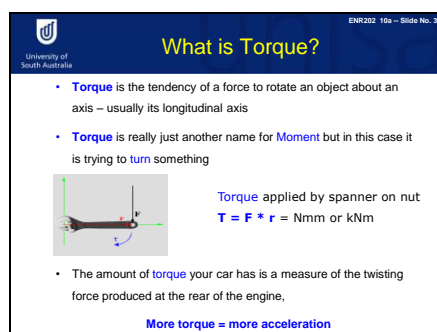 ENR202 10a -- Slide No. 3
University of
South Australia
What is Torque?
• Torque is the tendency of a force to rotate an object about an
axis – usually its longitudinal axis
• Torque is really just another name for Moment but in this case it
is trying to turn something
r
F
τ
Torque applied by spanner on nut
T = F * r = Nmm or kNm
• The amount of torque your car has is a measure of the twisting
force produced at the rear of the engine,
More torque = more acceleration